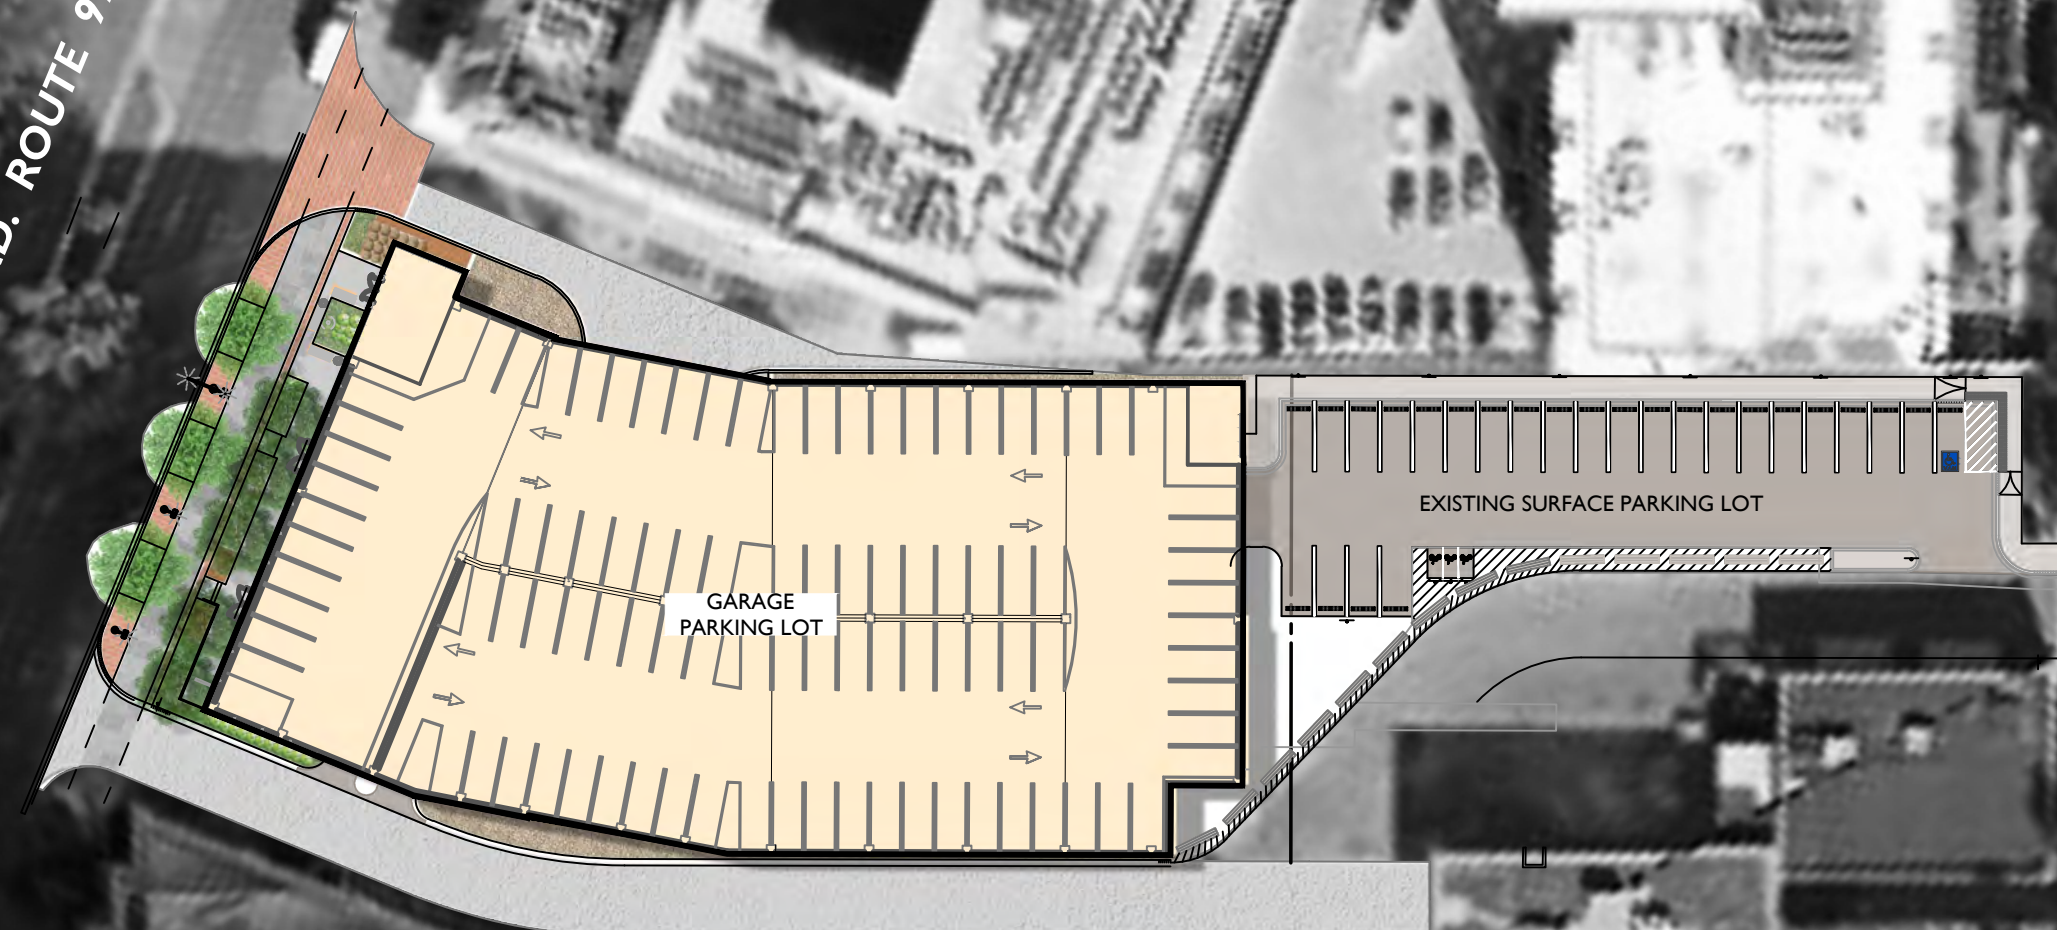 D. ROUTE 9
EXISTING SURFACE PARKING LOT
GARAGE
PARKING LOT